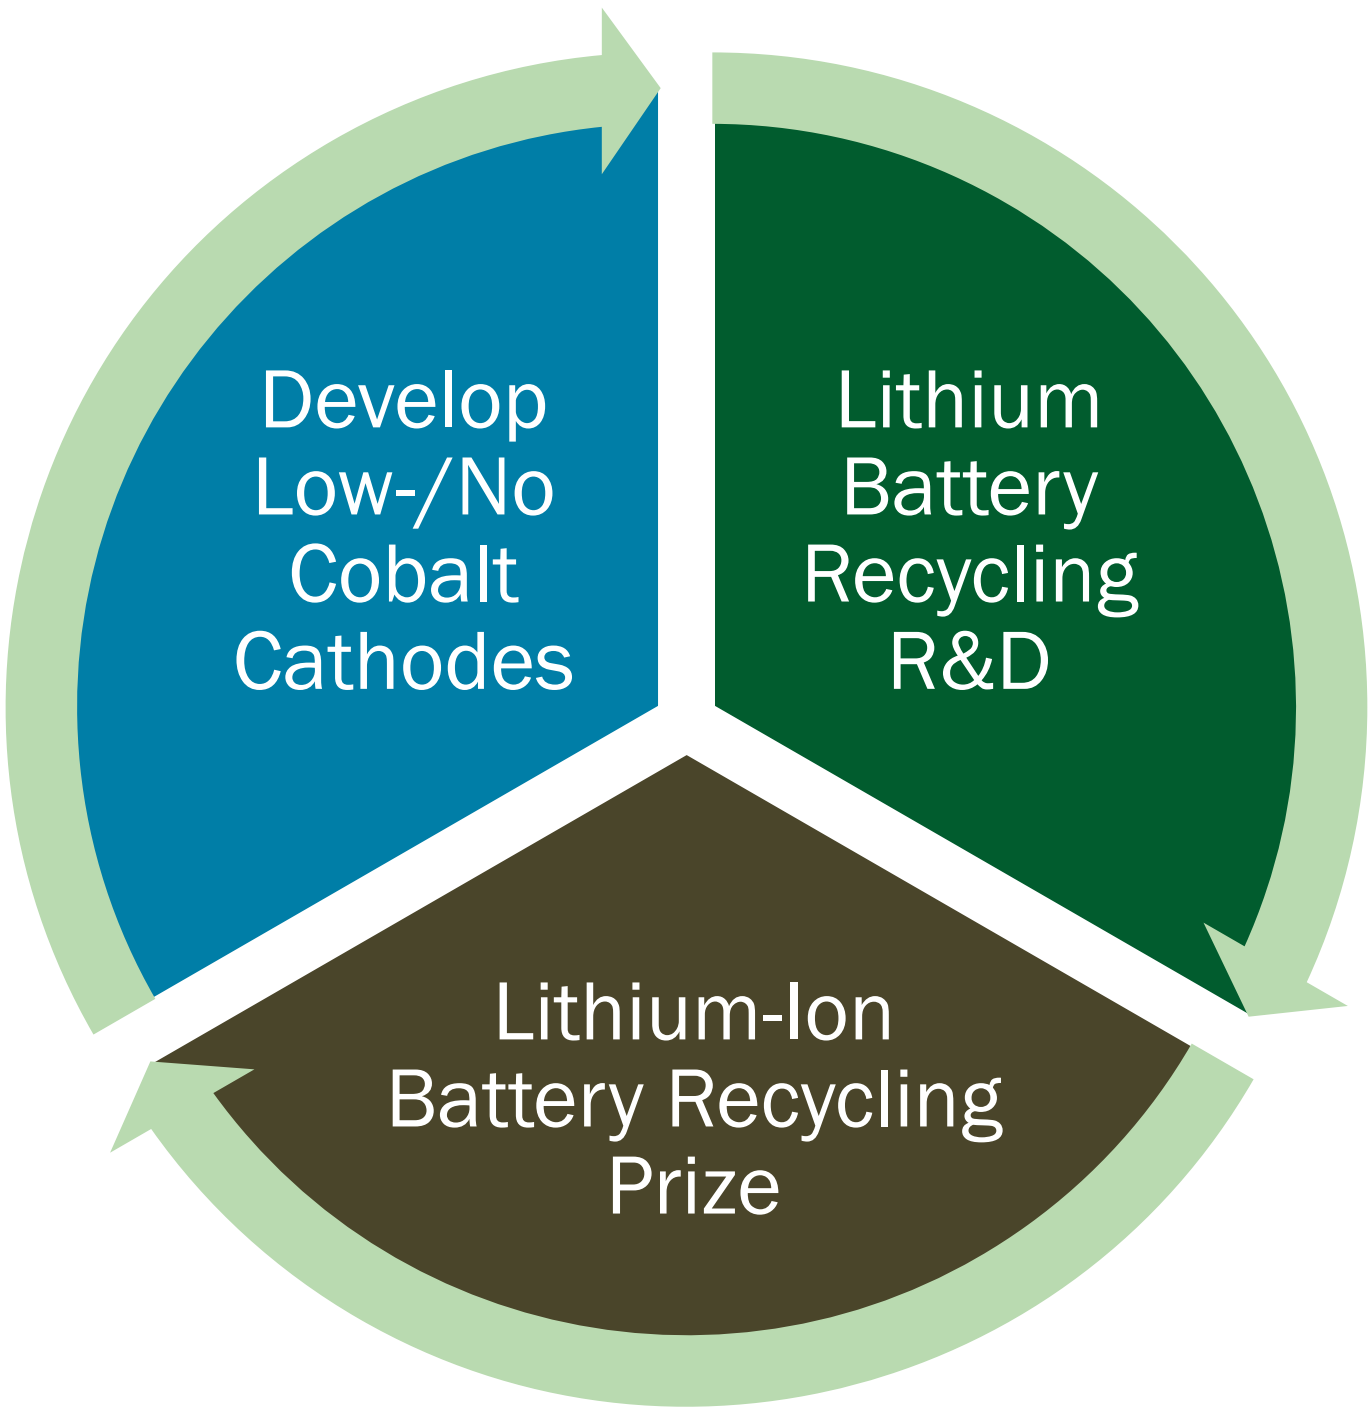 Develop
Low-/No
Cobalt
Cathodes
Lithium
Battery
Recycling
R&D
Lithium-Ion
Battery Recycling
Prize